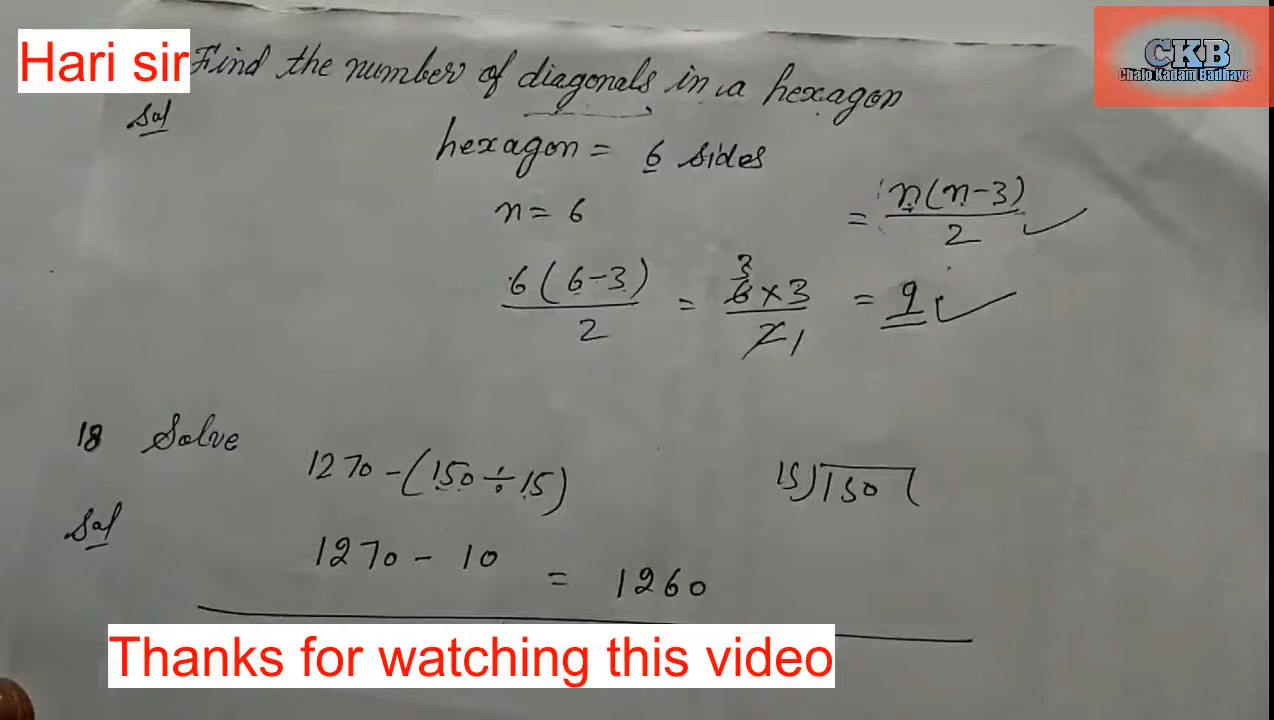 Hari sir
CKB
Chalo Kadam Badhaye
Find the number of diagonals in a hexagon
Sol
hexagon = 6 sides
n = 6
= n(n-3)/2 ✓
6(6-3)/2 = 6 3 × 3 / 2 1 = 9 ✓
18 Solve
1270 - (150 ÷ 15)
15)150(
Sol
1270 - 10 = 1260
Thanks for watching this video